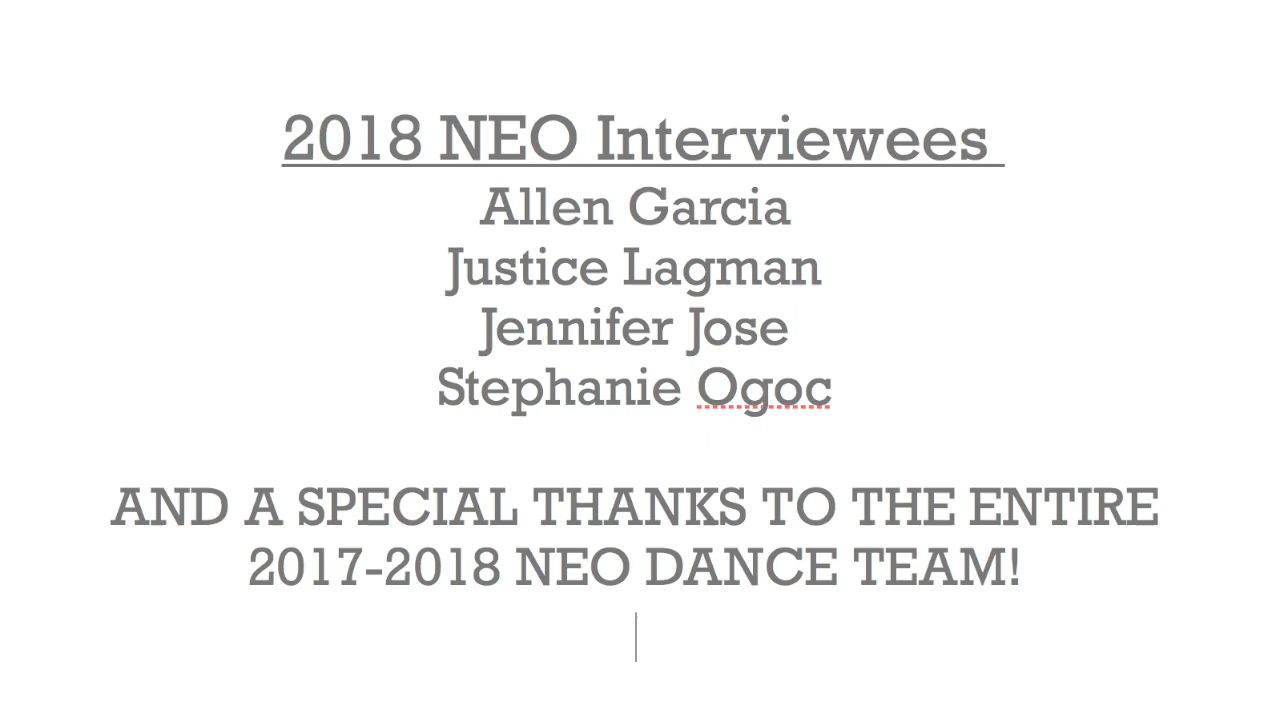 2018 NEO Interviewees
Allen Garcia
Justice Lagman
Jennifer Jose
Stephanie Ogoc
AND A SPECIAL THANKS TO THE ENTIRE
2017-2018 NEO DANCE TEAM!